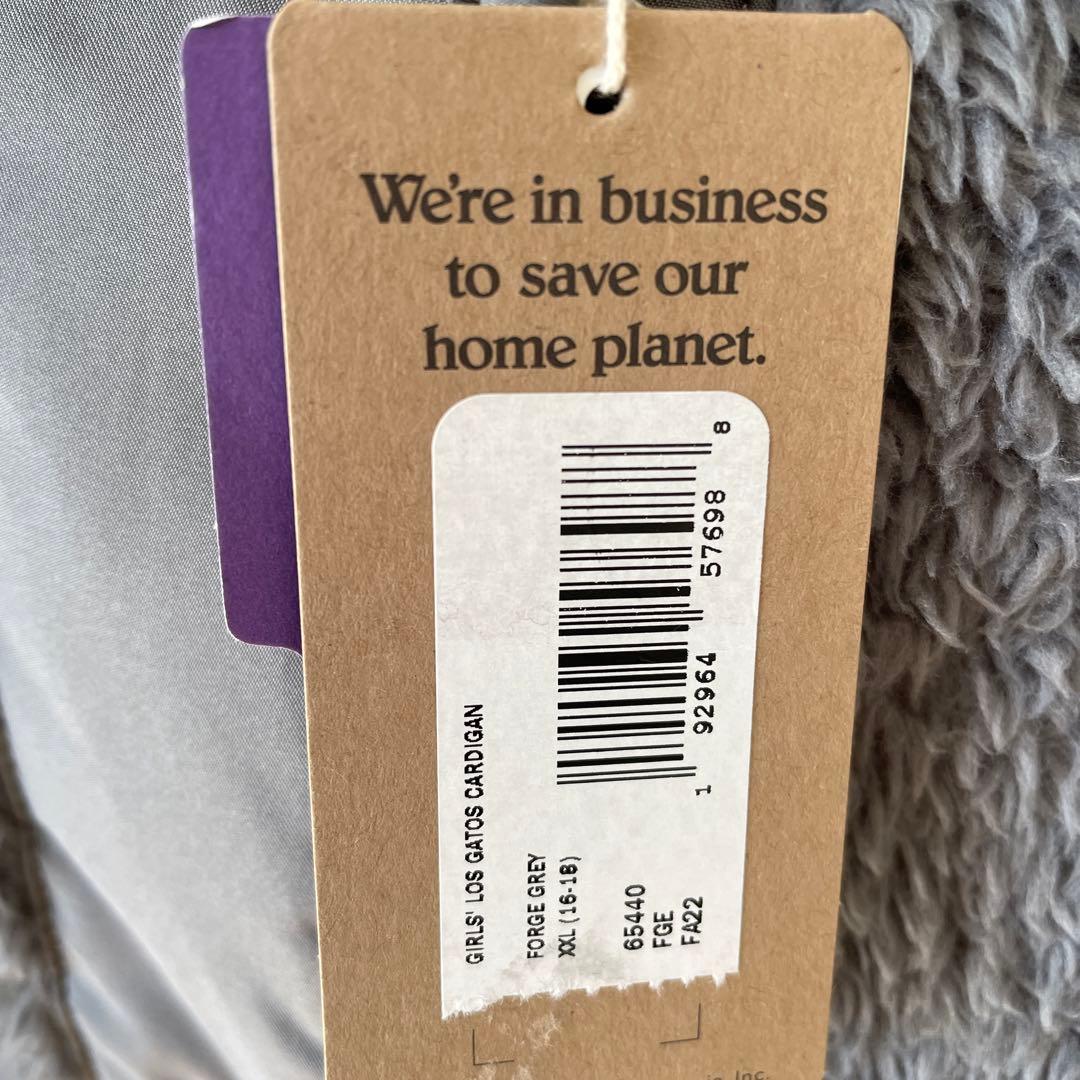 We're in business
to save our
home planet.
GIRLS' LOS GATOS CARDIGAN
FORGE GREY
XXL (16-18)
65440
FGE
FA22
1 92964 57698 8
Inc.